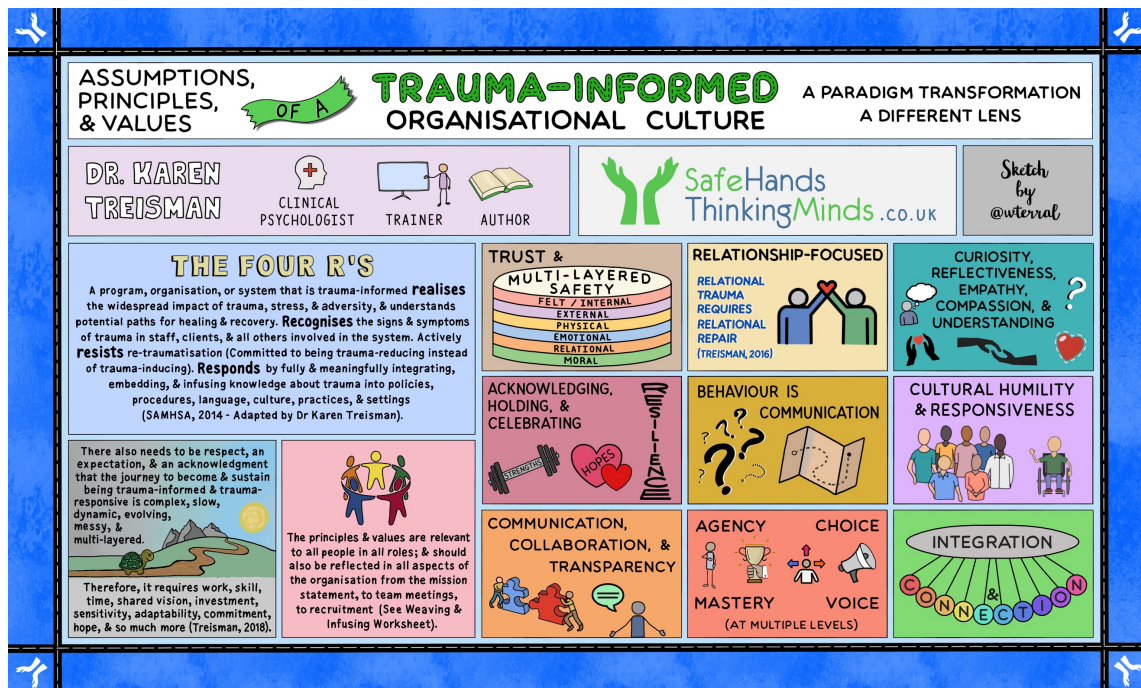 ASSUMPTIONS,
PRINCIPLES,
& VALUES
OF A
TRAUMA-INFORMED
ORGANISATIONAL CULTURE
A PARADIGM TRANSFORMATION
A DIFFERENT LENS
DR. KAREN
TREISMAN
CLINICAL
PSYCHOLOGIST
TRAINER
AUTHOR
SafeHands
ThinkingMinds.CO.UK
Sketch
by
@wterral
THE FOUR R'S
A program, organisation, or system that is trauma-informed realises
the widespread impact of trauma, stress, & adversity, & understands
potential paths for healing & recovery. Recognises the signs & symptoms
of trauma in staff, clients, & all others involved in the system. Actively
resists re-traumatisation (Committed to being trauma-reducing instead
of trauma-inducing). Responds by fully & meaningfully integrating,
embedding, & infusing knowledge about trauma into policies,
procedures, language, culture, practices, & settings
(SAMHSA, 2014 - Adapted by Dr Karen Treisman).
There also needs to be respect, an
expectation, & an acknowledgment
that the journey to become & sustain
being trauma-informed & trauma-
responsive is complex, slow,
dynamic, evolving,
messy, &
multi-layered.
Therefore, it requires work, skill,
time, shared vision, investment,
sensitivity, adaptability, commitment,
hope, & so much more (Treisman, 2018).
The principles & values are relevant
to all people in all roles; & should
also be reflected in all aspects of
the organisation from the mission
statement, to team meetings,
to recruitment (See Weaving &
Infusing Worksheet).
TRUST &
MULTI-LAYERED
SAFETY
FELT / INTERNAL
EXTERNAL
PHYSICAL
EMOTIONAL
RELATIONAL
MORAL
RELATIONSHIP-FOCUSED
RELATIONAL
TRAUMA
REQUIRES
RELATIONAL
REPAIR
(TREISMAN, 2016)
CURIOSITY,
REFLECTIVENESS,
EMPATHY,
COMPASSION, &
UNDERSTANDING
?
ACKNOWLEDGING,
HOLDING, &
CELEBRATING
STRENGTHS
HOPES
RESILIENCE
BEHAVIOUR IS
COMMUNICATION
? ? ? ? ? ?
CULTURAL HUMILITY
& RESPONSIVENESS
COMMUNICATION,
COLLABORATION, &
TRANSPARENCY
AGENCY
CHOICE
MASTERY
VOICE
(AT MULTIPLE LEVELS)
INTEGRATION
&
CONNECTION